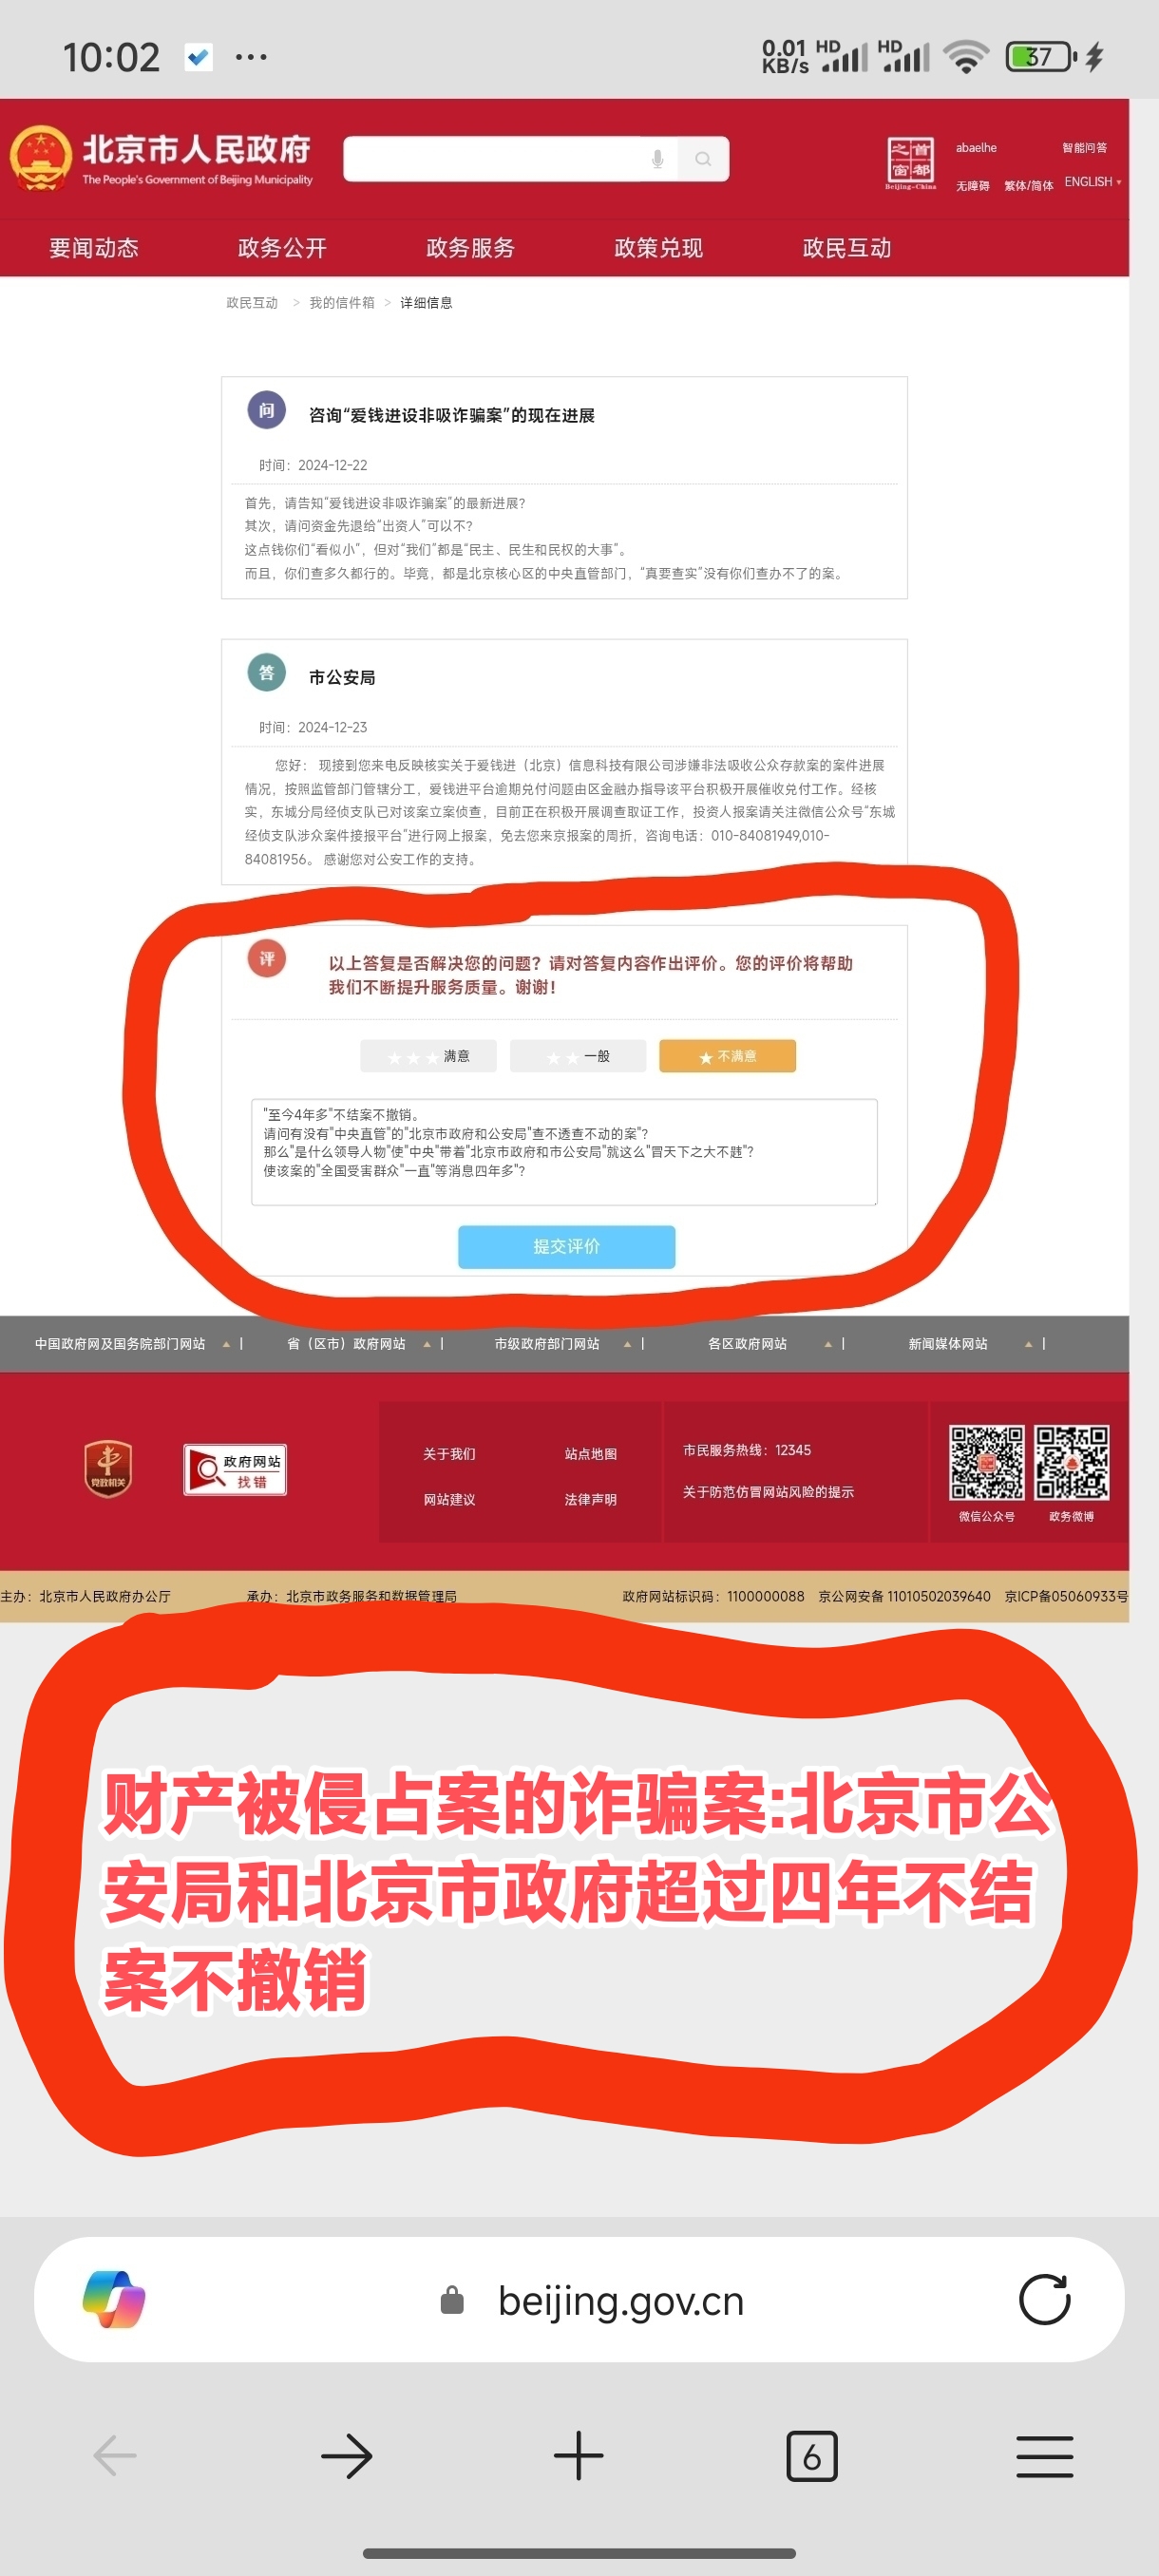 10:02
0.01 KB/s HD HD 37
北京市人民政府
The People's Government of Beijing Municipality
首都之窗
Beijing-China
abaelhe 智能问答
无障碍 繁体/简体 ENGLISH
要闻动态 政务公开 政务服务 政策兑现 政民互动
政民互动 > 我的信件箱 > 详细信息
问 咨询“爱钱进设非吸诈骗案”的现在进展
时间：2024-12-22
首先，请告知“爱钱进设非吸诈骗案”的最新进展?
其次，请问资金先退给“出资人”可以不?
这点钱你们“看似小”，但对“我们”都是“民主、民生和民权的大事”。
而且，你们查多久都行的。毕竟，都是北京核心区的中央直管部门，“真要查实”没有你们查办不了的案。
答 市公安局
时间：2024-12-23
您好： 现接到您来电反映核实关于爱钱进（北京）信息科技有限公司涉嫌非法吸收公众存款案的案件进展
情况，按照监管部门管辖分工，爱钱进平台逾期兑付问题由区金融办指导该平台积极开展催收兑付工作。经核
实，东城分局经侦支队已对该案立案侦查，目前正在积极开展调查取证工作，投资人报案请关注微信公众号“东城
经侦支队涉众案件接报平台”进行网上报案，免去您来京报案的周折，咨询电话：010-84081949,010-
84081956。 感谢您对公安工作的支持。
评 以上答复是否解决您的问题？请对答复内容作出评价。您的评价将帮助
我们不断提升服务质量。谢谢！
★★★满意 ★★一般 ★不满意
"至今4年多"不结案不撤销。
请问有没有"中央直管"的"北京市政府和公安局"查不透查不动的案"?
那么"是什么领导人物"使"中央"带着"北京市政府和市公安局"就这么"冒天下之大不韪"?
使该案的"全国受害群众"一直"等消息四年多"?
提交评价
中国政府网及国务院部门网站 | 省（区市）政府网站 | 市级政府部门网站 | 各区政府网站 | 新闻媒体网站 |
党政机关
政府网站
找错
关于我们 站点地图
网站建议 法律声明
市民服务热线：12345
关于防范仿冒网站风险的提示
微信公众号 政务微博
主办：北京市人民政府办公厅 承办：北京市政务服务和数据管理局 政府网站标识码：1100000088 京公网安备 11010502039640 京ICP备05060933号
财产被侵占案的诈骗案:北京市公
安局和北京市政府超过四年不结
案不撤销
beijing.gov.cn
6